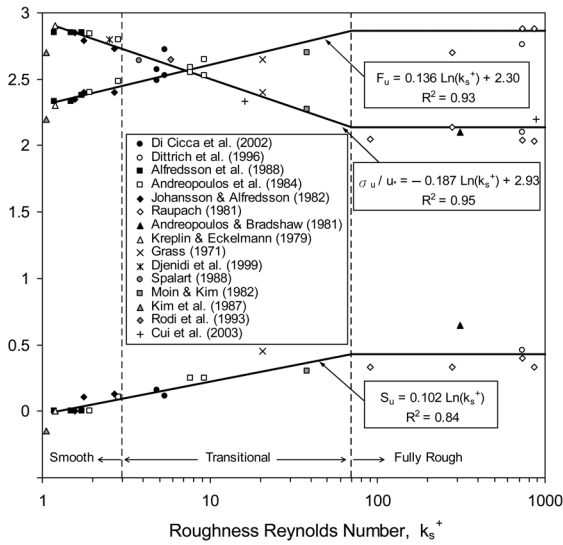 3
2.5
2
1.5
1
0.5
0
F_u = 0.136 Ln(k_s^+) + 2.30
R² = 0.93
σ_u / u* = − 0.187 Ln(k_s^+) + 2.93
R² = 0.95
Di Cicca et al. (2002)
Dittrich et al. (1996)
Alfredsson et al. (1988)
Andreopoulos et al. (1984)
Johansson & Alfredsson (1982)
Raupach (1981)
Andreopoulos & Bradshaw (1981)
Kreplin & Eckelmann (1979)
Grass (1971)
Djenidi et al. (1999)
Spalart (1988)
Moin & Kim (1982)
Kim et al. (1987)
Rodi et al. (1993)
Cui et al. (2003)
S_u = 0.102 Ln(k_s^+)
R² = 0.84
Smooth
Transitional
Fully Rough
1 10 100 1000
Roughness Reynolds Number, k_s^+